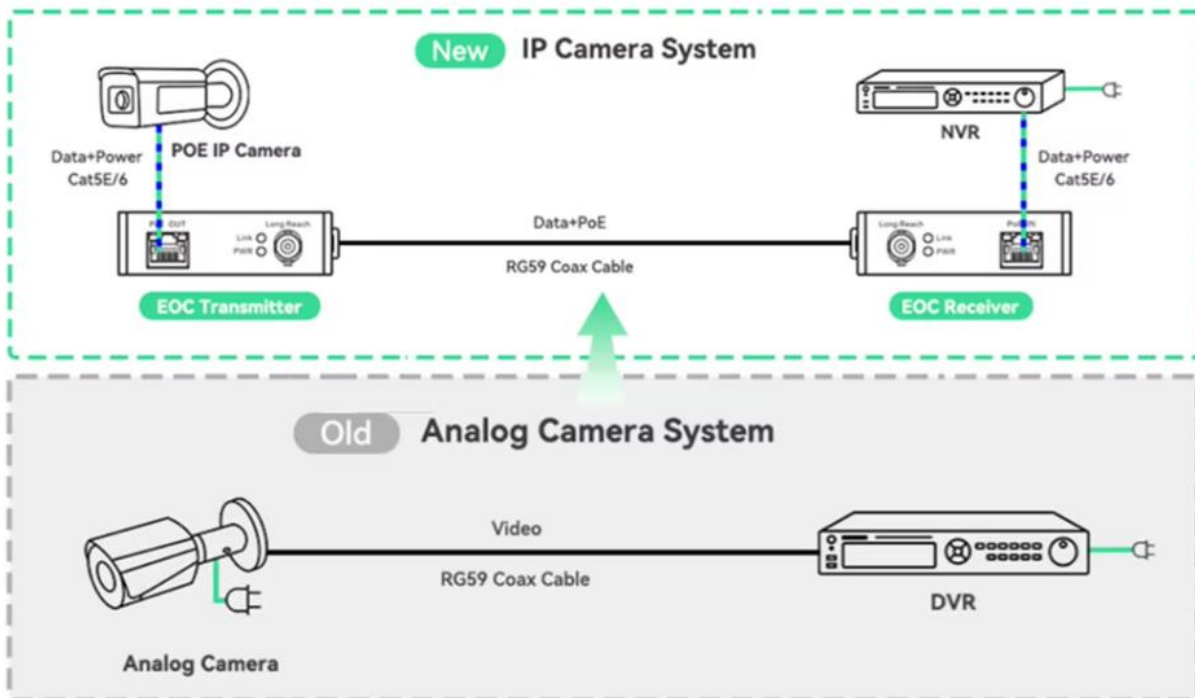 New IP Camera System
POE IP Camera
Data+Power
Cat5E/6
NVR
Data+Power
Cat5E/6
OUT
Long Reach
Link
PWR
Data+PoE
RG59 Coax Cable
Long Reach
Link
PWR
EOC Transmitter
EOC Receiver
Old Analog Camera System
Video
RG59 Coax Cable
Analog Camera
DVR